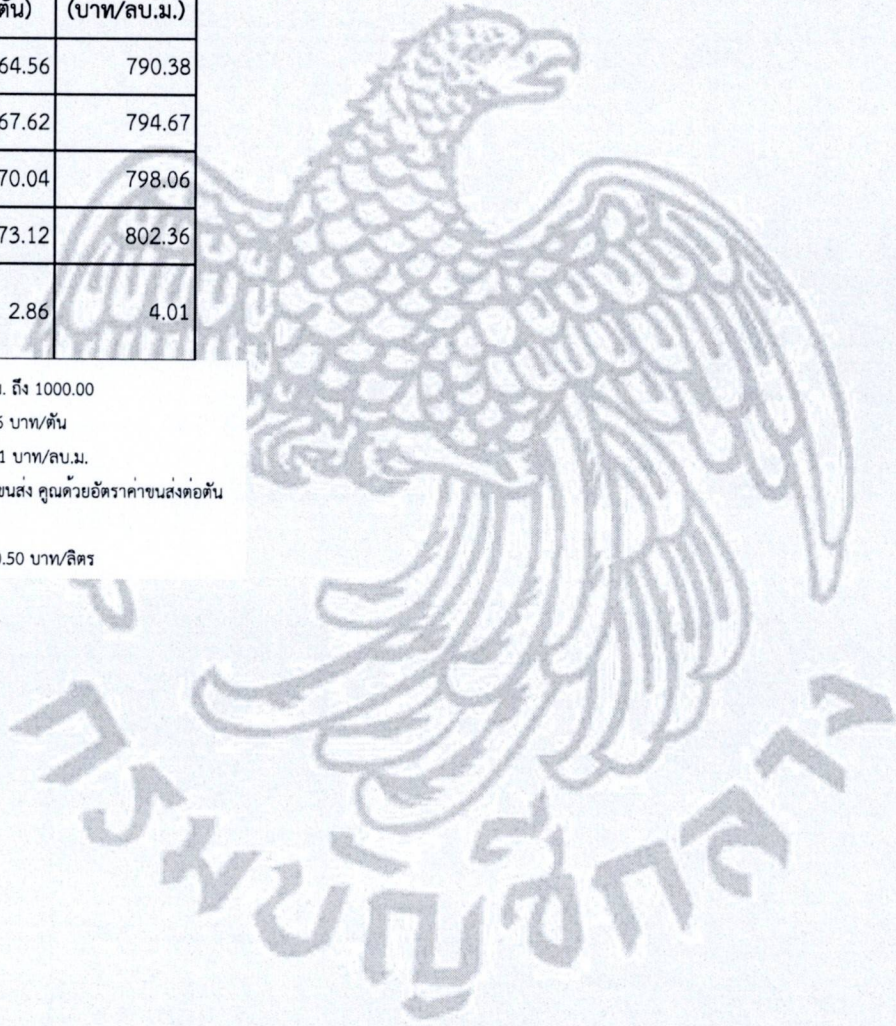 ตัน) (บาท/ลบ.ม.)
64.56 790.38
67.62 794.67
70.04 798.06
73.12 802.36
2.86 4.01
ม. ถึง 1000.00
6 บาท/ตัน
1 บาท/ลบ.ม.
ขนส่ง คูณด้วยอัตราค่าขนส่งต่อตัน
0.50 บาท/ลิตร
กรมบัญชีกลาง